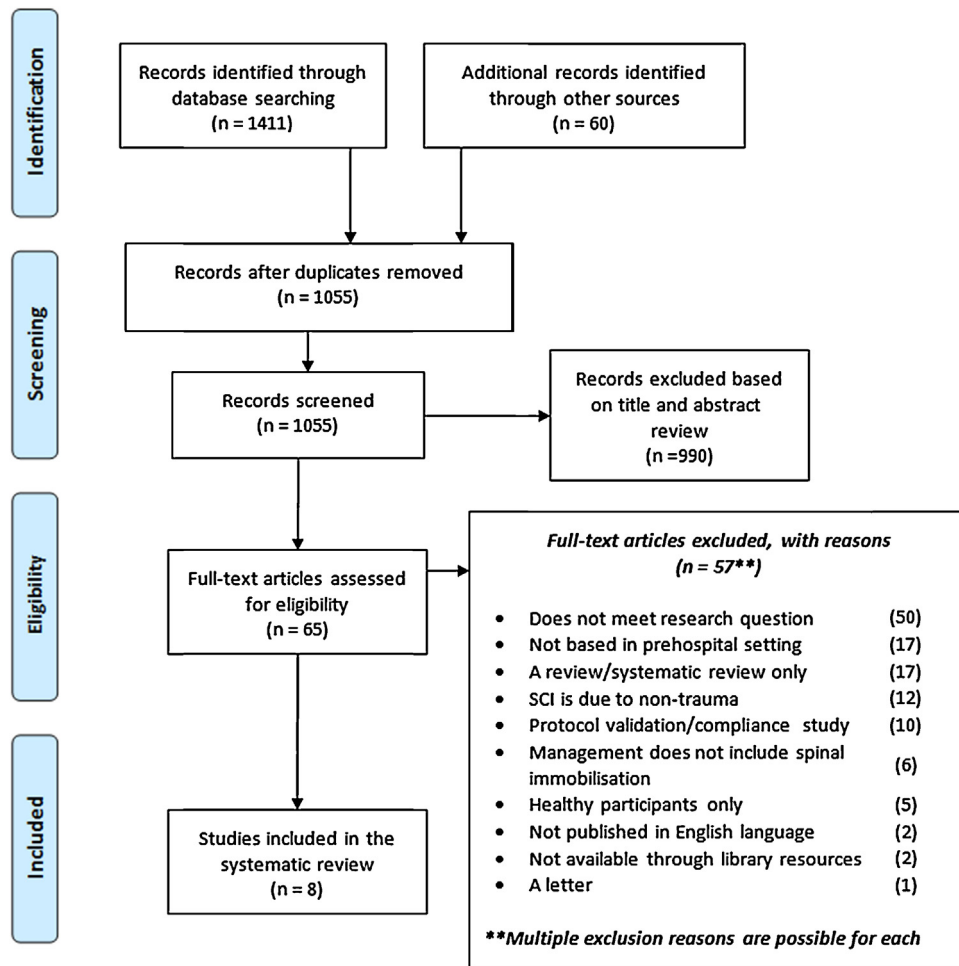 Identification
Records identified through
database searching
(n = 1411)
Additional records identified
through other sources
(n = 60)
Screening
Records after duplicates removed
(n = 1055)
Records screened
(n = 1055)
Records excluded based
on title and abstract
review
(n =990)
Eligibility
Full-text articles assessed
for eligibility
n = 65)
Full-text articles excluded, with reasons
(n = 57**)
• Does not meet research question (50)
• Not based in prehospital setting (17)
• A review/systematic review only (17)
• SCI is due to non-trauma (12)
• Protocol validation/compliance study (10)
• Management does not include spinal
immobilisation (6)
• Healthy participants only (5)
• Not published in English language (2)
• Not available through library resources (2)
• A letter (1)
**Multiple exclusion reasons are possible for each
Included
Studies included in the
systematic review
(n = 8)